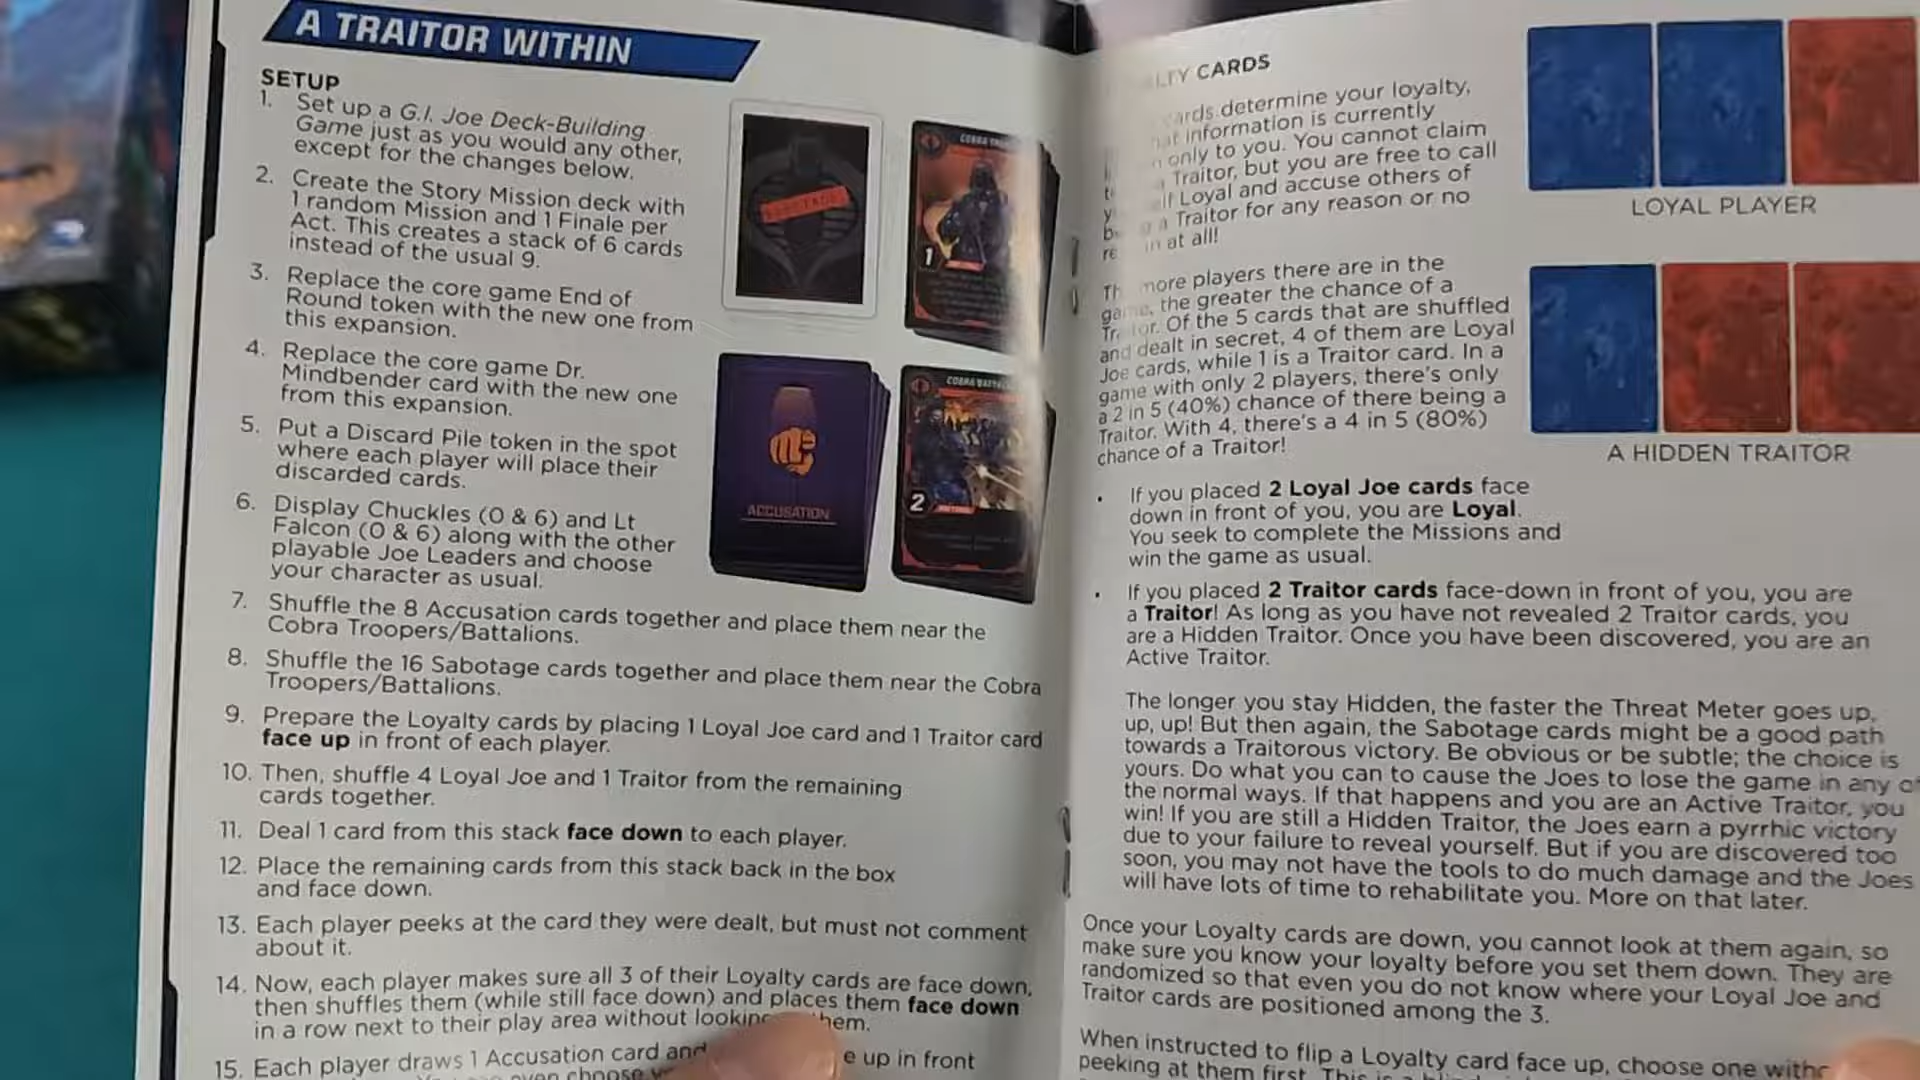 A TRAITOR WITHIN
SETUP
1. Set up a G.I. Joe Deck-Building
Game just as you would any other,
except for the changes below.
2. Create the Story Mission deck with
1 random Mission and 1 Finale per
Act. This creates a stack of 6 cards
instead of the usual 9.
3. Replace the core game End of
Round token with the new one from
this expansion.
4. Replace the core game Dr.
Mindbender card with the new one
from this expansion.
5. Put a Discard Pile token in the spot
where each player will place their
discarded cards.
6. Display Chuckles (0 & 6) and Lt
Falcon (0 & 6) along with the other
playable Joe Leaders and choose
your character as usual.
7. Shuffle the 8 Accusation cards together and place them near the
Cobra Troopers/Battalions.
8. Shuffle the 16 Sabotage cards together and place them near the Cobra
Troopers/Battalions.
9. Prepare the Loyalty cards by placing 1 Loyal Joe card and 1 Traitor card
face up in front of each player.
10. Then, shuffle 4 Loyal Joe and 1 Traitor from the remaining
cards together.
11. Deal 1 card from this stack face down to each player.
12. Place the remaining cards from this stack back in the box
and face down.
13. Each player peeks at the card they were dealt, but must not comment
about it.
14. Now, each player makes sure all 3 of their Loyalty cards are face down,
then shuffles them (while still face down) and places them face down
in a row next to their play area without looking them.
15. Each player draws 1 Accusation card and e up in front
1
ACCUSATION
2
LTY CARDS
cards determine your loyalty,
information is currently
only to you. You cannot claim
Traitor, but you are free to call
Loyal and accuse others of
a Traitor for any reason or no
at all!
more players there are in the
game, the greater the chance of a
Traitor. Of the 5 cards that are shuffled
and dealt in secret, 4 of them are Loyal
Joe cards, while 1 is a Traitor card. In a
game with only 2 players, there's only
a 2 in 5 (40%) chance of there being a
Traitor. With 4, there's a 4 in 5 (80%)
chance of a Traitor!
LOYAL PLAYER
A HIDDEN TRAITOR
• If you placed 2 Loyal Joe cards face
down in front of you, you are Loyal.
You seek to complete the Missions and
win the game as usual.
• If you placed 2 Traitor cards face-down in front of you, you are
a Traitor! As long as you have not revealed 2 Traitor cards, you
are a Hidden Traitor. Once you have been discovered, you are an
Active Traitor.
The longer you stay Hidden, the faster the Threat Meter goes up,
up, up! But then again, the Sabotage cards might be a good path
towards a Traitorous victory. Be obvious or be subtle; the choice is
yours. Do what you can to cause the Joes to lose the game in any of
the normal ways. If that happens and you are an Active Traitor, you
win! If you are still a Hidden Traitor, the Joes earn a pyrrhic victory
due to your failure to reveal yourself. But if you are discovered too
soon, you may not have the tools to do much damage and the Joes
will have lots of time to rehabilitate you. More on that later.
Once your Loyalty cards are down, you cannot look at them again, so
make sure you know your loyalty before you set them down. They are
randomized so that even you do not know where your Loyal Joe and
Traitor cards are positioned among the 3.
When instructed to flip a Loyalty card face up, choose one
peeking at them first. This is a